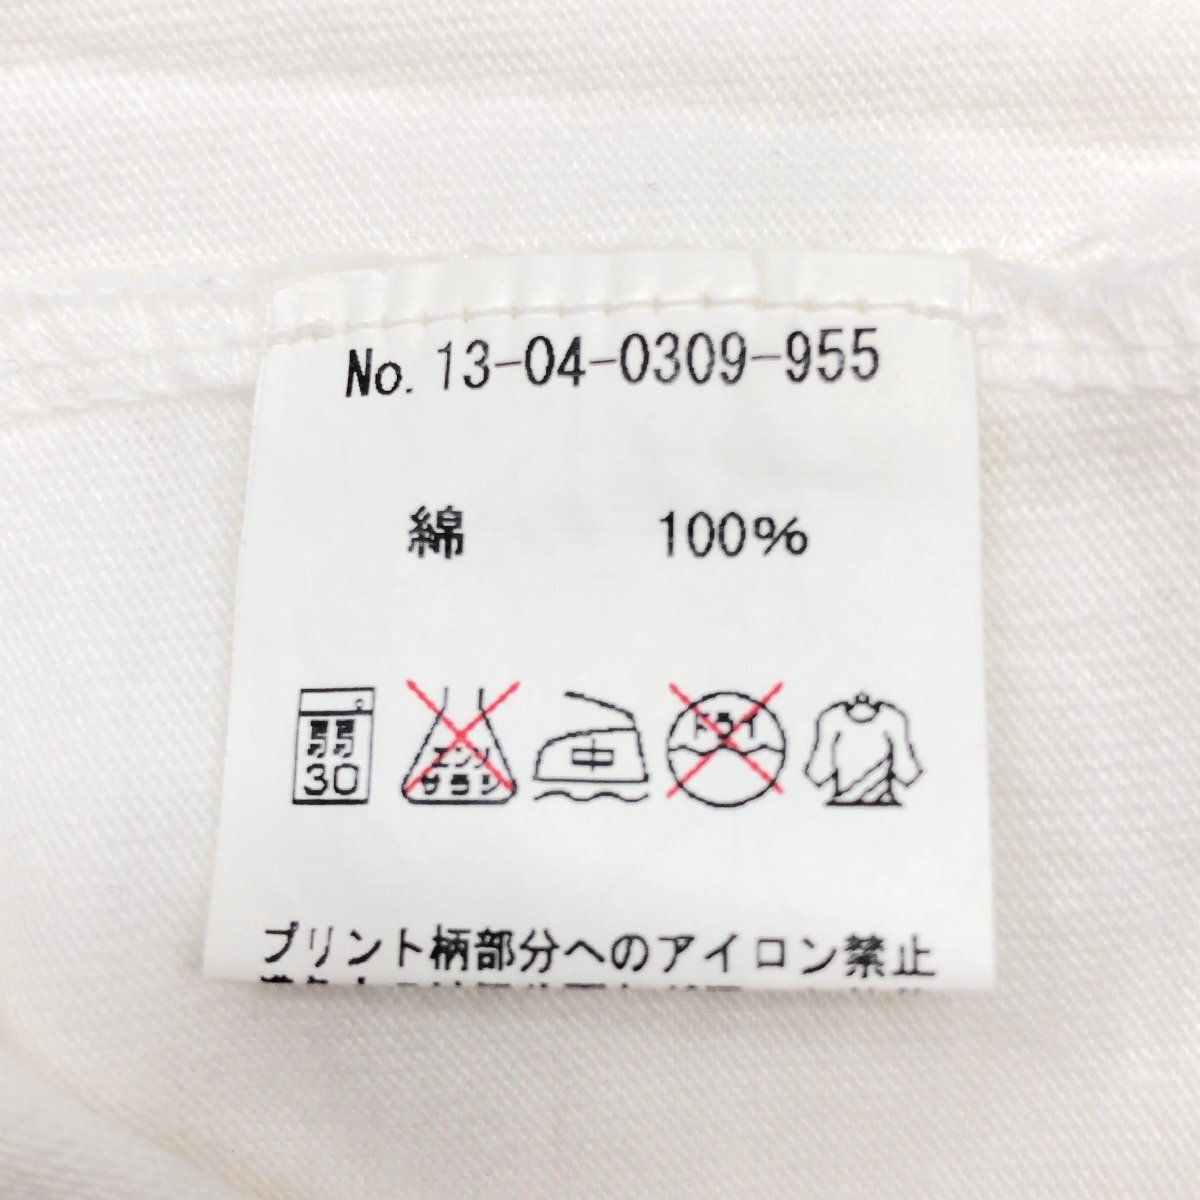 No. 13-04-0309-955
綿 100%
弱 エンソ 中 ドライ
30 サラシ
プリント柄部分へのアイロン禁止